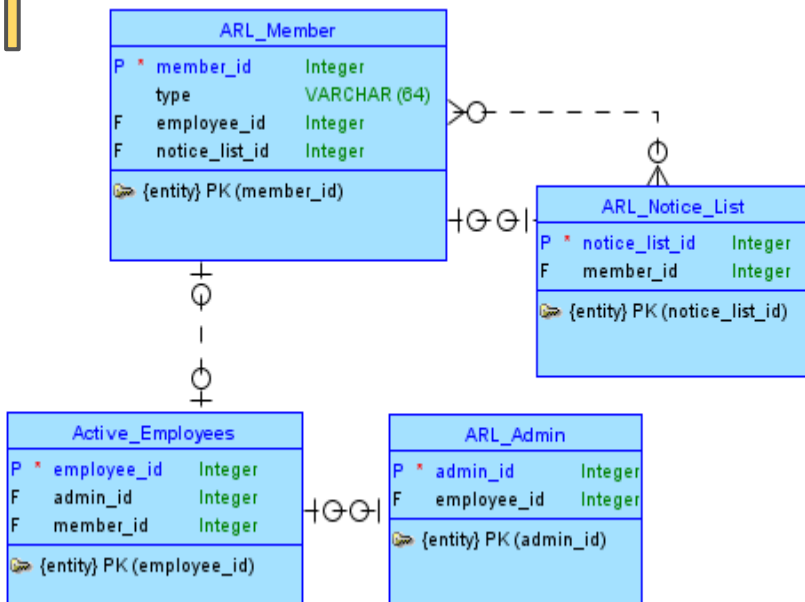 ARL_Member
P * member_id Integer
type VARCHAR (64)
F employee_id Integer
F notice_list_id Integer
{entity} PK (member_id)
ARL_Notice_List
P * notice_list_id Integer
F member_id Integer
{entity} PK (notice_list_id)
Active_Employees
P * employee_id Integer
F admin_id Integer
F member_id Integer
{entity} PK (employee_id)
ARL_Admin
P * admin_id Integer
F employee_id Integer
{entity} PK (admin_id)